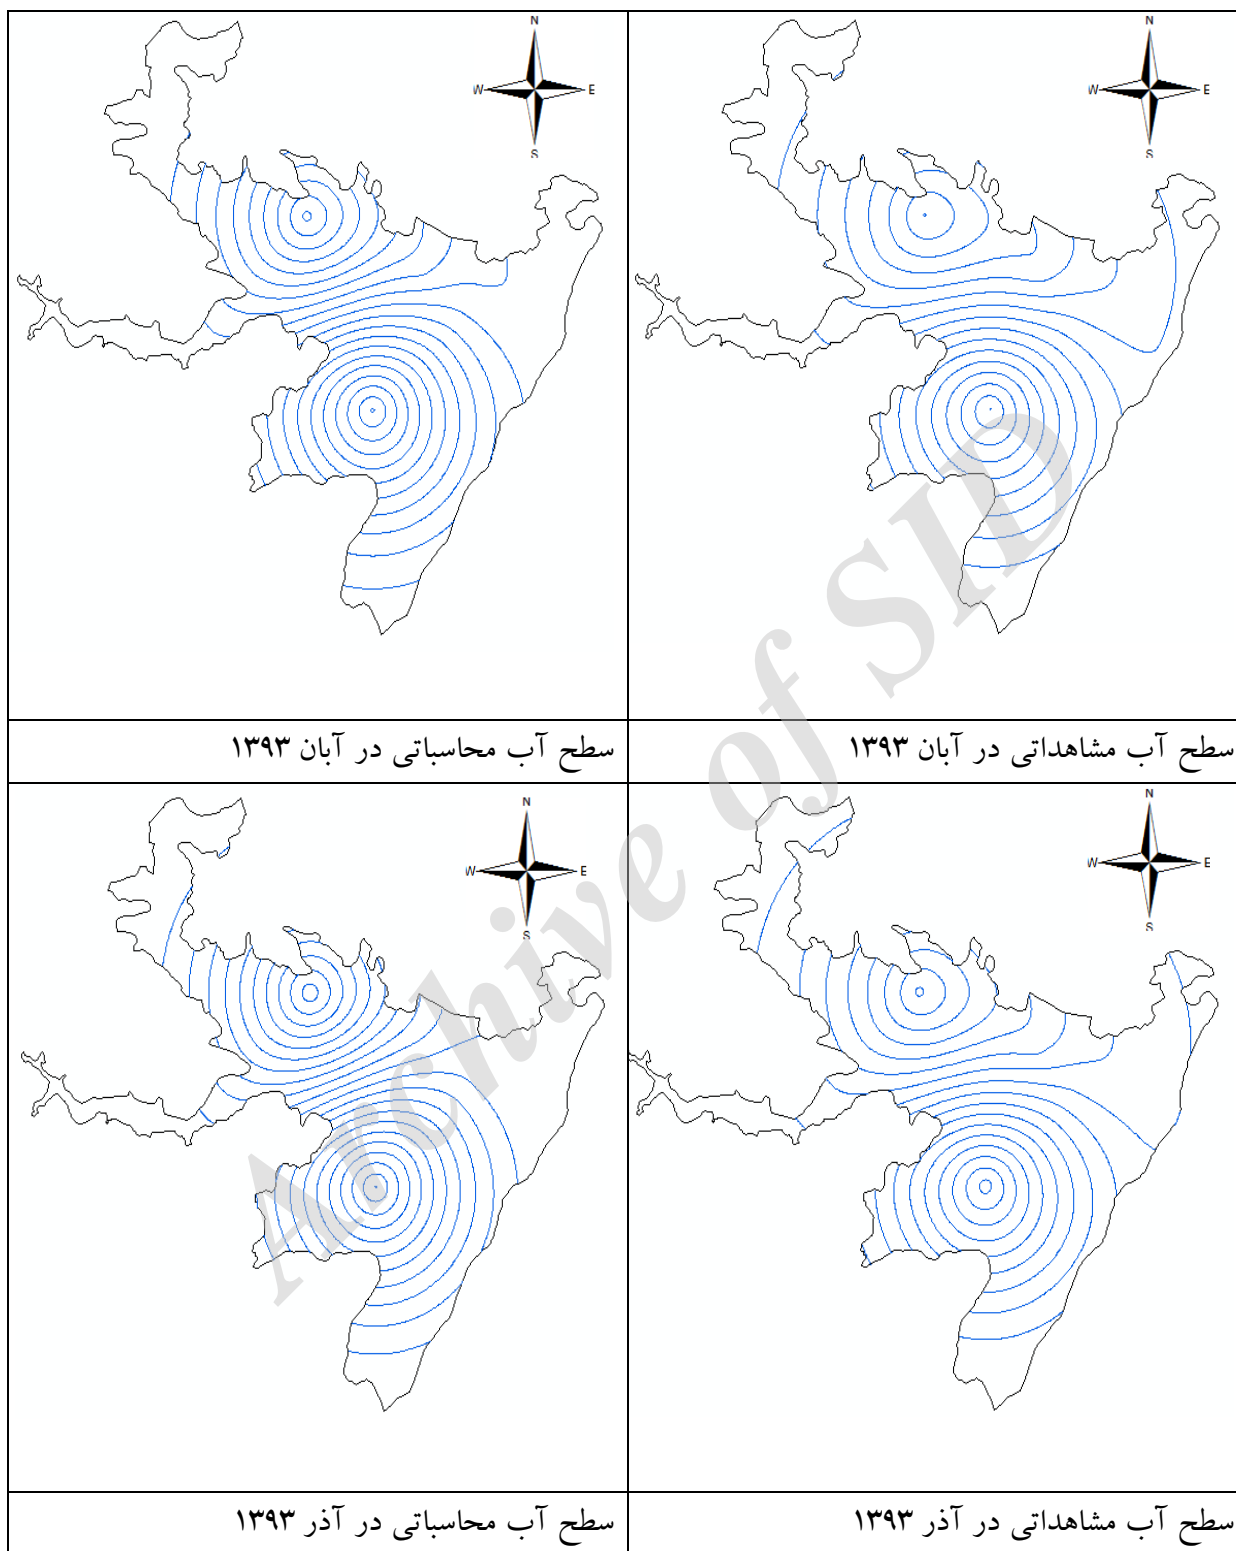 N
W E
S
N
W E
S
سطح آب مشاهداتی در آبان ۱۳۹۳
سطح آب محاسباتی در آبان ۱۳۹۳
N
W E
S
N
W E
S
سطح آب مشاهداتی در آذر ۱۳۹۳
سطح آب محاسباتی در آذر ۱۳۹۳
Archive of SID